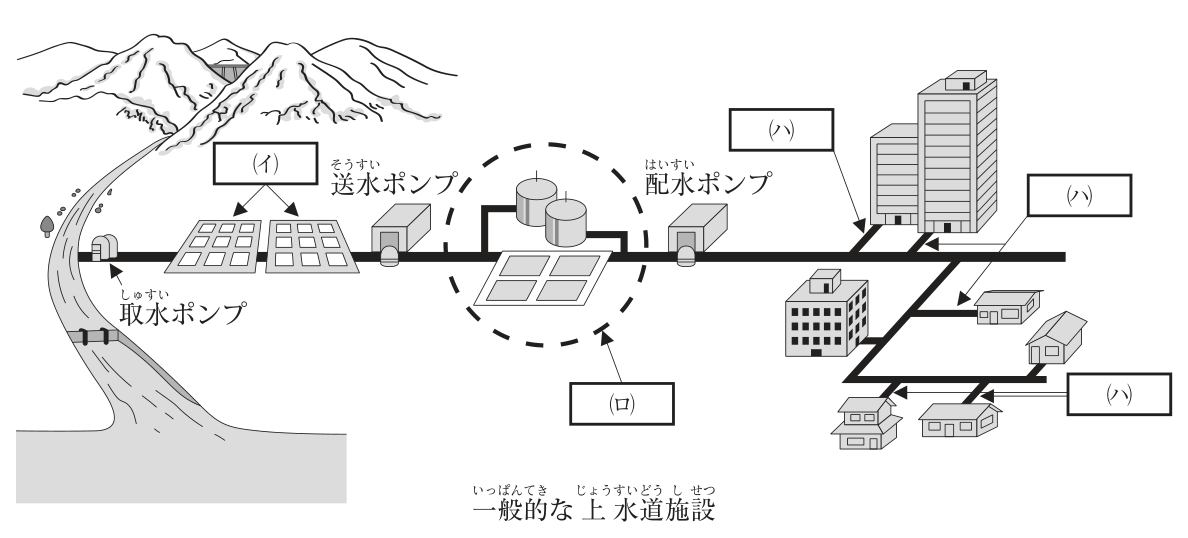 (ハ)
(イ)
そうすい
送水ポンプ
はいすい
配水ポンプ
(ハ)
しゅすい
取水ポンプ
(ロ)
(ハ)
いっぱんてき じょうすいどう し せつ
一般的な 上 水道施設